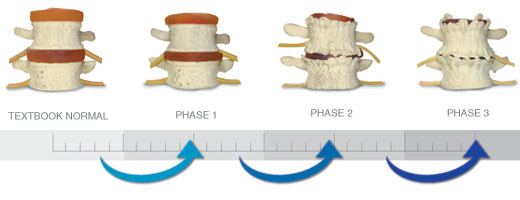 TEXTBOOK NORMAL
PHASE 1
PHASE 2
PHASE 3